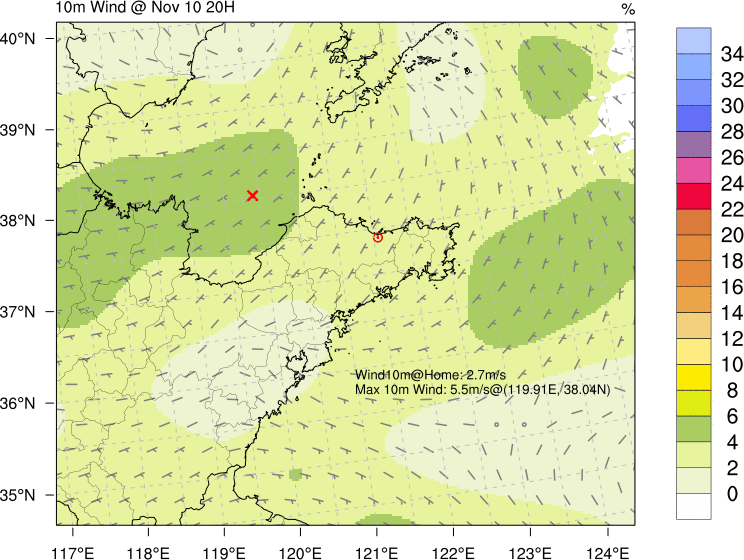 10m Wind @ Nov 10 20H
%
40°N
39°N
38°N
37°N
36°N
35°N
Wind10m@Home: 2.7m/s
Max 10m Wind: 5.5m/s@(119.91E, 38.04N)
117°E
118°E
119°E
120°E
121°E
122°E
123°E
124°E
34
32
30
28
26
24
22
20
18
16
14
12
10
8
6
4
2
0